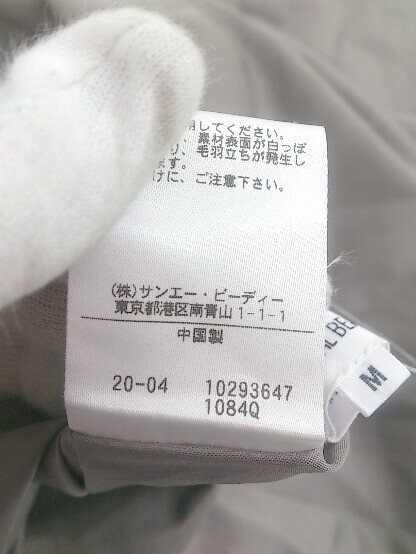 してください。
素材表面が白っぽ
り、毛羽立ちが発生し
ます。
けに、ご注意下さい。
(株)サンエー・ビーディー
東京都港区南青山1-1-1
中国製
20-04 10293647
1084Q
M